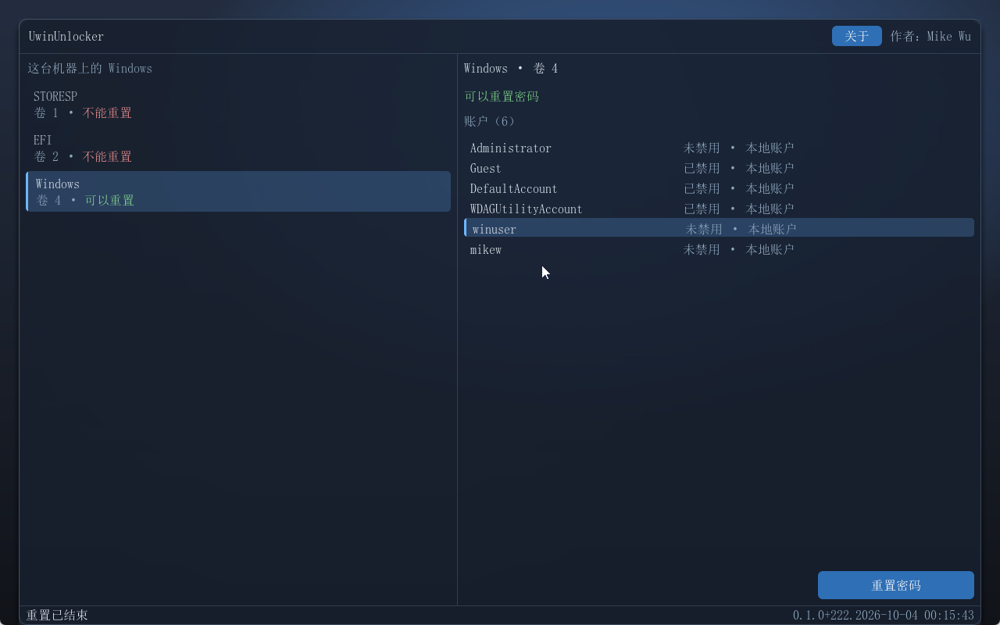 UwinUnlocker
关于 作者: Mike Wu
这台机器上的 Windows
STORESP
卷 1 • 不能重置
EFI
卷 2 • 不能重置
Windows
卷 4 • 可以重置
Windows • 卷 4
可以重置密码
账户（6）
Administrator 未禁用 • 本地账户
Guest 已禁用 • 本地账户
DefaultAccount 已禁用 • 本地账户
WDAGUtilityAccount 已禁用 • 本地账户
winuser 未禁用 • 本地账户
mikew 未禁用 • 本地账户
重置密码
重置已结束 0.1.0+222.2026-10-04 00:15:43